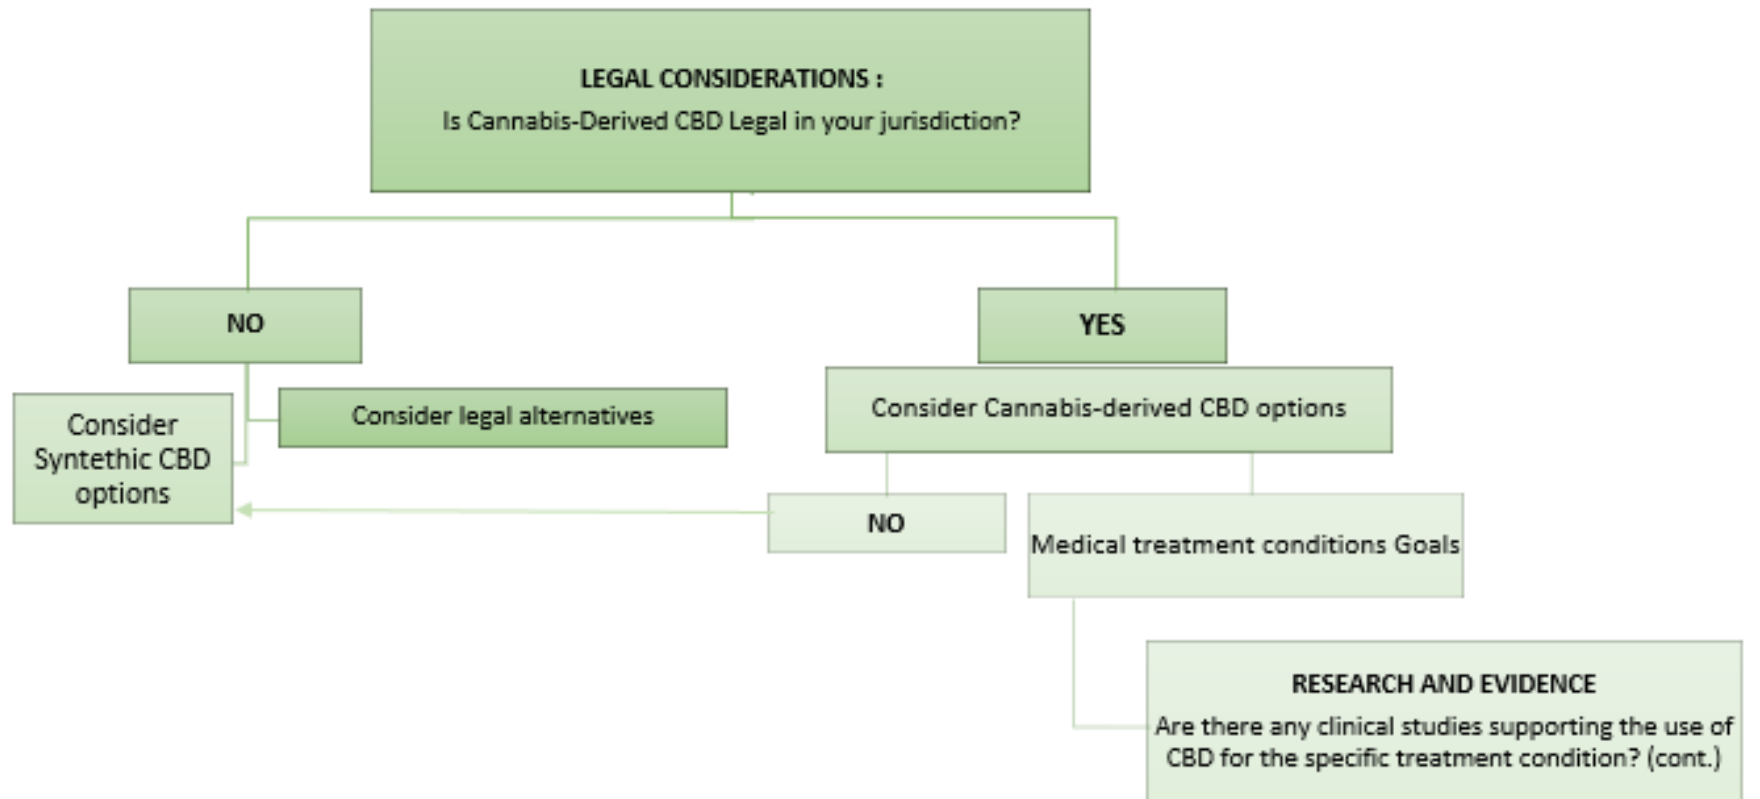 LEGAL CONSIDERATIONS :
Is Cannabis-Derived CBD Legal in your jurisdiction?
NO
YES
Consider
Syntethic CBD
options
Consider legal alternatives
Consider Cannabis-derived CBD options
NO
Medical treatment conditions Goals
RESEARCH AND EVIDENCE
Are there any clinical studies supporting the use of
CBD for the specific treatment condition? (cont.)